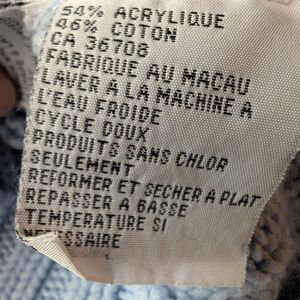 54% ACRYLIQUE
46% COTON
CA 36708
FABRIQUE AU MACAU
LAVER A LA MACHINE A
L'EAU FROIDE
CYCLE DOUX
PRODUITS SANS CHLOR
SEULEMENT
REFORMER ET SECHER A PLAT
REPASSER A BASSE
TEMPERATURE SI
NECESSAIRE